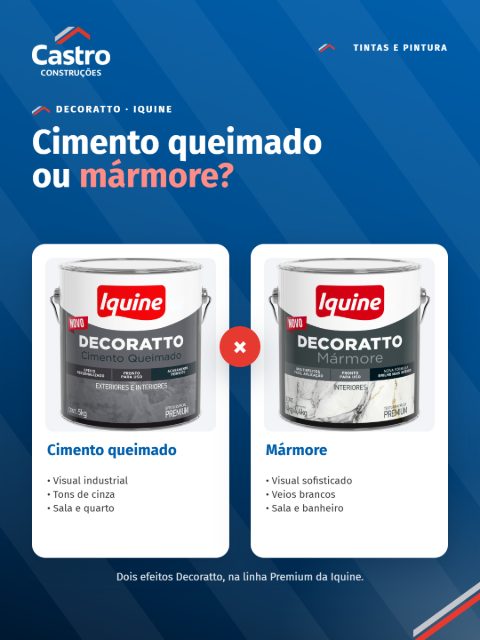 Castro
CONSTRUÇÕES
TINTAS E PINTURA
DECORATTO · IQUINE
Cimento queimado
ou mármore?
Iquine
NOVO
DECORATTO
Cimento Queimado
PRONTO
PARA USO
EXTERIORES E INTERIORES
5kg
PREMIUM
Iquine
NOVO
DECORATTO
Mármore
PRONTO
PARA USO
INTERIORES
PREMIUM
×
Cimento queimado
• Visual industrial
• Tons de cinza
• Sala e quarto
Mármore
• Visual sofisticado
• Veios brancos
• Sala e banheiro
Dois efeitos Decoratto, na linha Premium da Iquine.